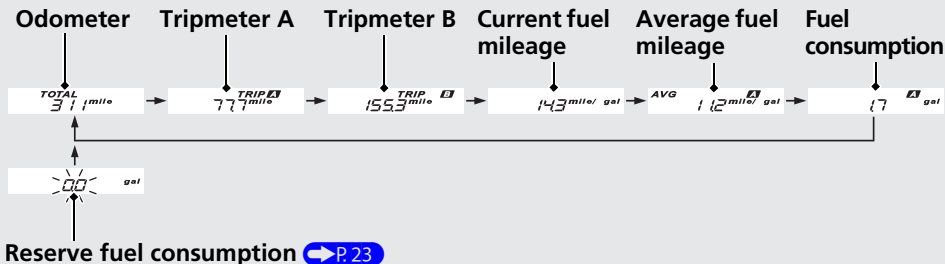 Odometer Tripmeter A Tripmeter B Current fuel mileage Average fuel mileage Fuel consumption
TOTAL 311 mile
TRIP A 77.7 mile
TRIP B 155.3 mile
14.3 mile/ gal
AVG A 11.2 mile/ gal
A 1.7 gal
0.0 gal
Reserve fuel consumption P. 23